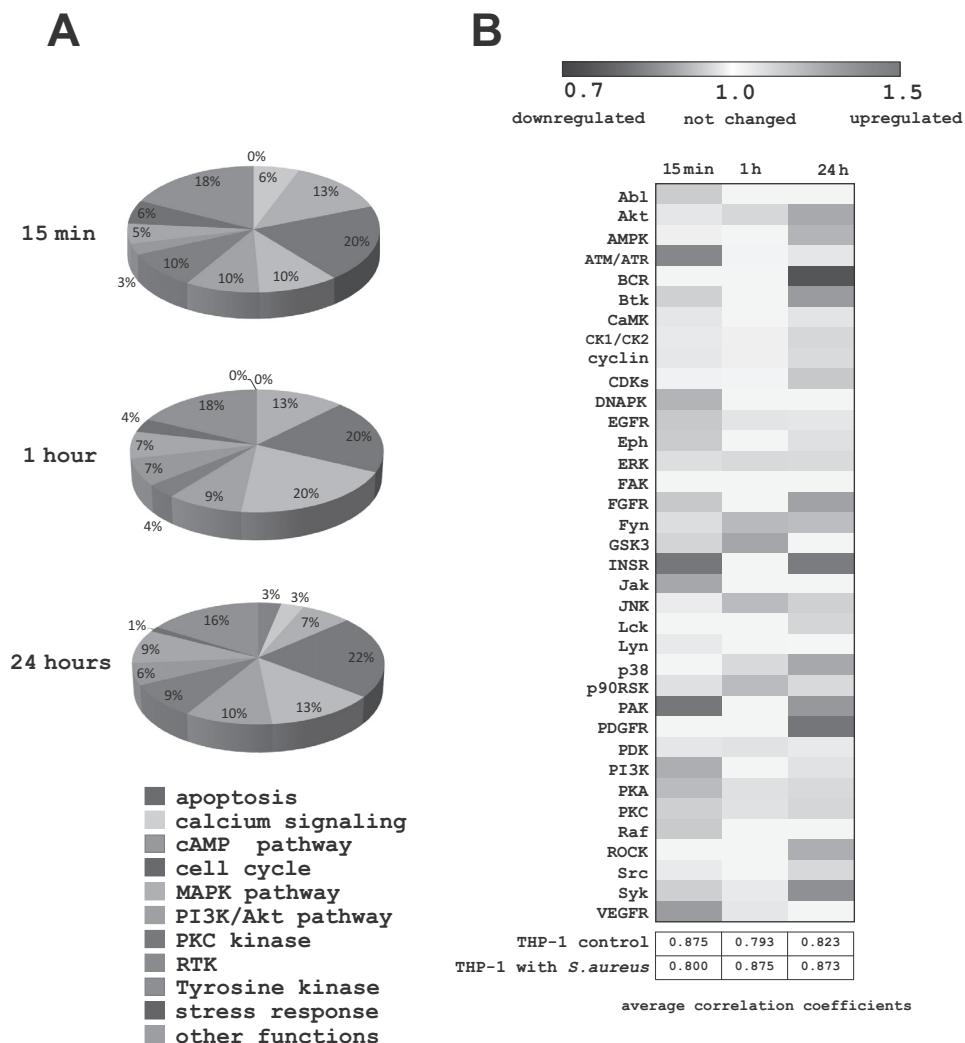 A
15 min
0%
6%
13%
20%
10%
10%
10%
3%
5%
6%
18%
1 hour
0%
0%
13%
20%
20%
9%
4%
7%
7%
4%
18%
24 hours
3%
3%
7%
22%
13%
10%
9%
6%
9%
1%
16%
apoptosis
calcium signaling
cAMP pathway
cell cycle
MAPK pathway
PI3K/Akt pathway
PKC kinase
RTK
Tyrosine kinase
stress response
other functions
B
0.7 1.0 1.5
downregulated not changed upregulated
15 min 1 h 24 h
Abl
Akt
AMPK
ATM/ATR
BCR
Btk
CaMK
CK1/CK2
cyclin
CDKs
DNAPK
EGFR
Eph
ERK
FAK
FGFR
Fyn
GSK3
INSR
Jak
JNK
Lck
Lyn
p38
p90RSK
PAK
PDGFR
PDK
PI3K
PKA
PKC
Raf
ROCK
Src
Syk
VEGFR
THP-1 control 0.875 0.793 0.823
THP-1 with S.aureus 0.800 0.875 0.873
average correlation coefficients